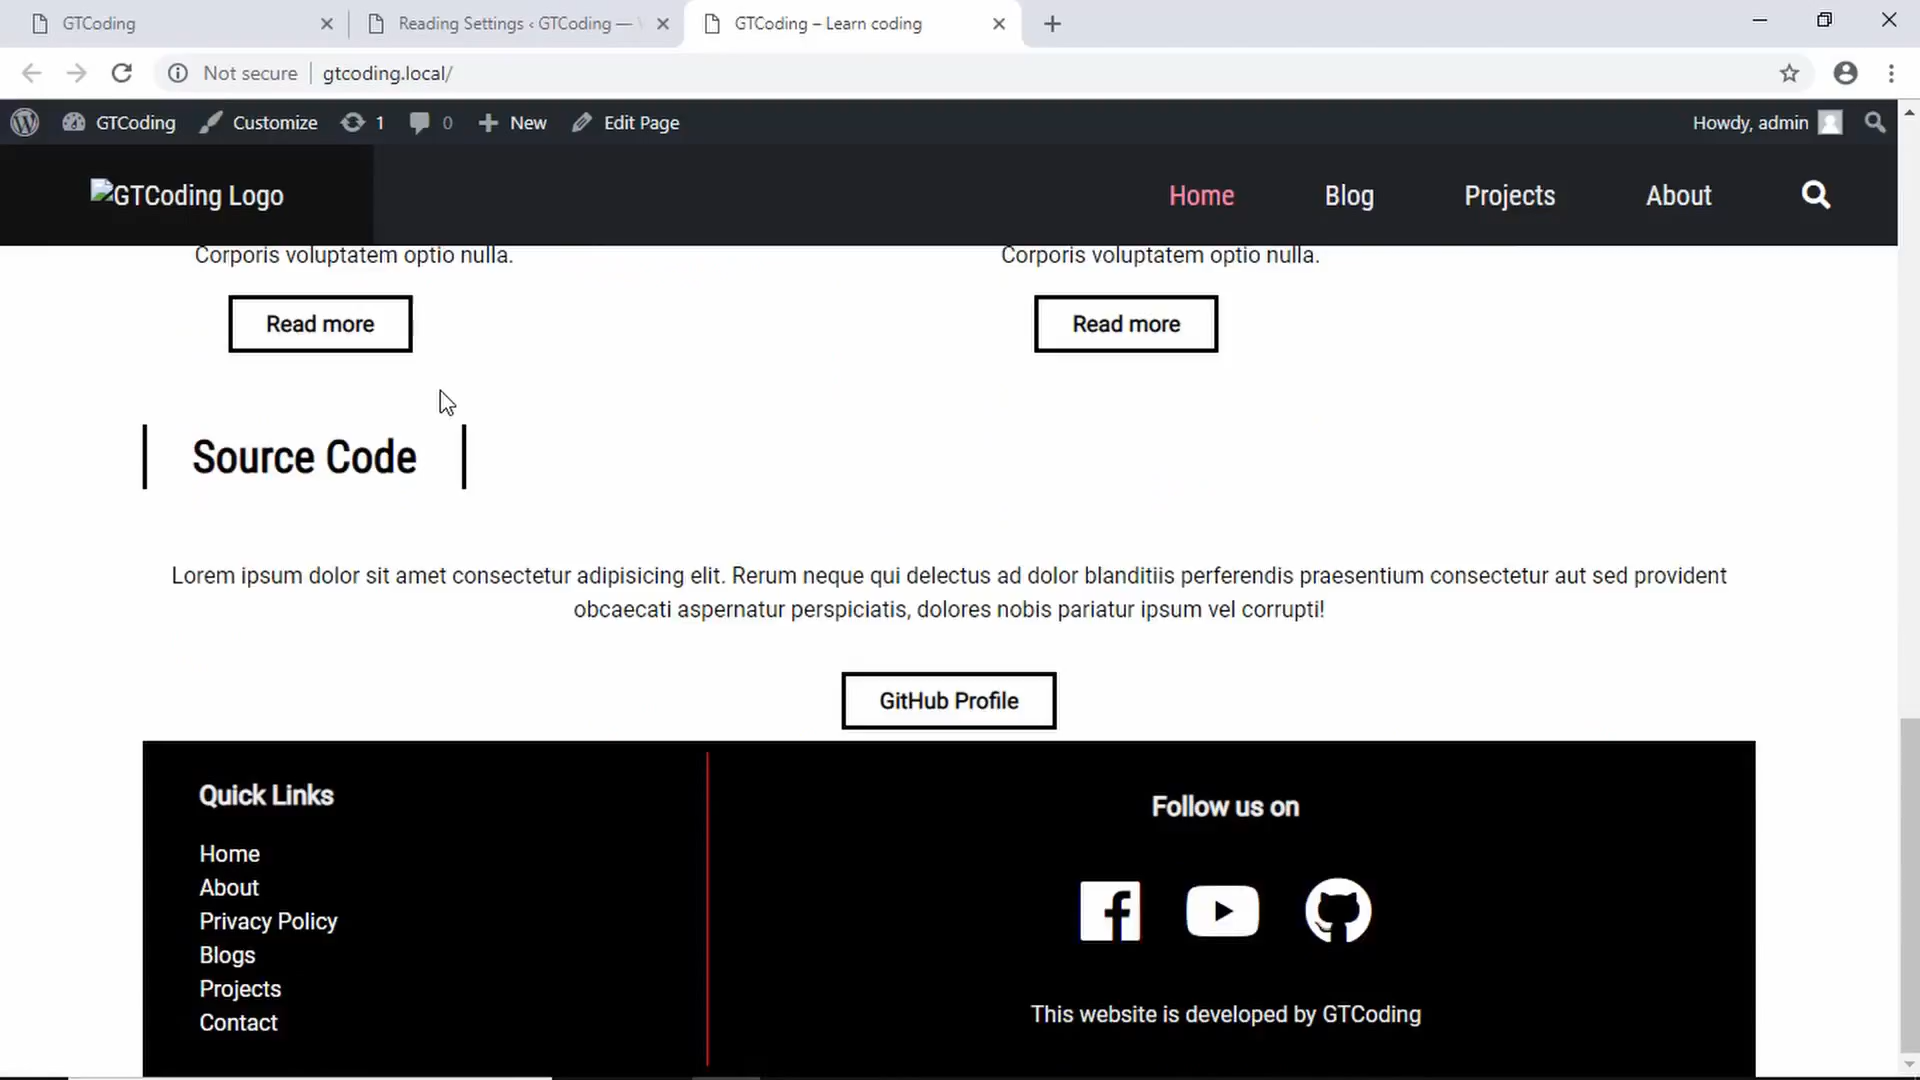 GTCoding
Reading Settings ‹ GTCoding —
GTCoding – Learn coding
Not secure
gtcoding.local/
GTCoding
Customize
1
0
New
Edit Page
Howdy, admin
GTCoding Logo
Home
Blog
Projects
About
Corporis voluptatem optio nulla.
Corporis voluptatem optio nulla.
Read more
Read more
Source Code
Lorem ipsum dolor sit amet consectetur adipisicing elit. Rerum neque qui delectus ad dolor blanditiis perferendis praesentium consectetur aut sed provident
obcaecati aspernatur perspiciatis, dolores nobis pariatur ipsum vel corrupti!
GitHub Profile
Quick Links
Home
About
Privacy Policy
Blogs
Projects
Contact
Follow us on
This website is developed by GTCoding